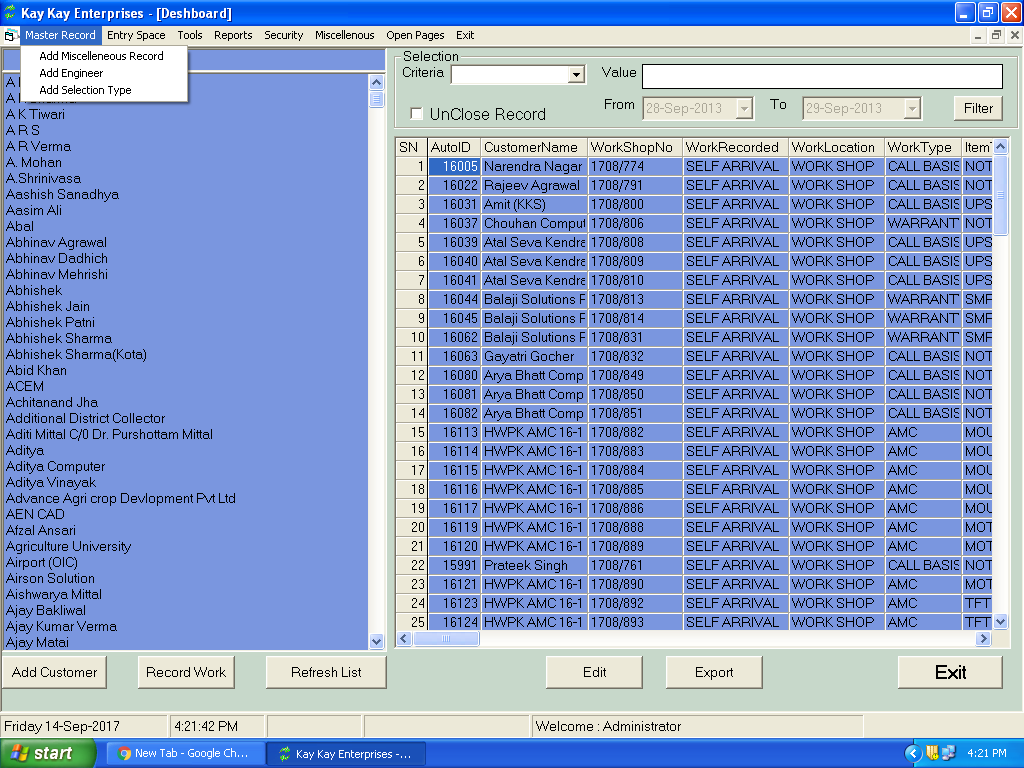 Kay Kay Enterprises - [Deshboard]
Master Record Entry Space Tools Reports Security Miscellenous Open Pages Exit
Add Miscelleneous Record
Add Engineer
Add Selection Type
A K Tiwari
A R S
A R Verma
A. Mohan
A.Shrinivasa
Aashish Sanadhya
Aasim Ali
Abal
Abhinav Agrawal
Abhinav Dadhich
Abhinav Mehrishi
Abhishek
Abhishek Jain
Abhishek Patni
Abhishek Sharma
Abhishek Sharma(Kota)
Abid Khan
ACEM
Achitanand Jha
Additional District Collector
Aditi Mittal C/0 Dr. Purshottam Mittal
Aditya
Aditya Computer
Aditya Vinayak
Advance Agri crop Devlopment Pvt Ltd
AEN CAD
Afzal Ansari
Agriculture University
Airport (OIC)
Airson Solution
Aishwarya Mittal
Ajay Bakliwal
Ajay Kumar Verma
Ajay Matai
Selection
Criteria Value
UnClose Record From 28-Sep-2013 To 29-Sep-2013 Filter
SN AutoID CustomerName WorkShopNo WorkRecorded WorkLocation WorkType Item
1 16005 Narendra Nagar 1708/774 SELF ARRIVAL WORK SHOP CALL BASIS NOT
2 16022 Rajeev Agrawal 1708/791 SELF ARRIVAL WORK SHOP CALL BASIS NOT
3 16031 Amit (KKS) 1708/800 SELF ARRIVAL WORK SHOP CALL BASIS UPS
4 16037 Chouhan Comput 1708/806 SELF ARRIVAL WORK SHOP WARRANT NOT
5 16039 Atal Seva Kendra 1708/808 SELF ARRIVAL WORK SHOP CALL BASIS UPS
6 16040 Atal Seva Kendra 1708/809 SELF ARRIVAL WORK SHOP CALL BASIS UPS
7 16041 Atal Seva Kendra 1708/810 SELF ARRIVAL WORK SHOP CALL BASIS UPS
8 16044 Balaji Solutions 1708/813 SELF ARRIVAL WORK SHOP WARRANT SMP
9 16045 Balaji Solutions 1708/814 SELF ARRIVAL WORK SHOP WARRANT SMP
10 16062 Balaji Solutions 1708/831 SELF ARRIVAL WORK SHOP WARRANT SMP
11 16063 Gayatri Gocher 1708/832 SELF ARRIVAL WORK SHOP CALL BASIS NOT
12 16080 Arya Bhatt Comp 1708/849 SELF ARRIVAL WORK SHOP CALL BASIS NOT
13 16081 Arya Bhatt Comp 1708/850 SELF ARRIVAL WORK SHOP CALL BASIS NOT
14 16082 Arya Bhatt Comp 1708/851 SELF ARRIVAL WORK SHOP CALL BASIS NOT
15 16113 HWPK AMC 16-1 1708/882 SELF ARRIVAL WORK SHOP AMC MOU
16 16114 HWPK AMC 16-1 1708/883 SELF ARRIVAL WORK SHOP AMC MOU
17 16115 HWPK AMC 16-1 1708/884 SELF ARRIVAL WORK SHOP AMC MOU
18 16116 HWPK AMC 16-1 1708/885 SELF ARRIVAL WORK SHOP AMC MOU
19 16117 HWPK AMC 16-1 1708/886 SELF ARRIVAL WORK SHOP AMC MOU
20 16119 HWPK AMC 16-1 1708/888 SELF ARRIVAL WORK SHOP AMC MOT
21 16120 HWPK AMC 16-1 1708/889 SELF ARRIVAL WORK SHOP AMC MOT
22 15991 Prateek Singh 1708/761 SELF ARRIVAL WORK SHOP CALL BASIS NOT
23 16121 HWPK AMC 16-1 1708/890 SELF ARRIVAL WORK SHOP AMC MOT
24 16123 HWPK AMC 16-1 1708/892 SELF ARRIVAL WORK SHOP AMC TFT
25 16124 HWPK AMC 16-1 1708/893 SELF ARRIVAL WORK SHOP AMC TFT
Add Customer Record Work Refresh List Edit Export Exit
Friday 14-Sep-2017 4:21:42 PM Welcome : Administrator
start New Tab - Google Ch... Kay Kay Enterprises -... 4:21 PM